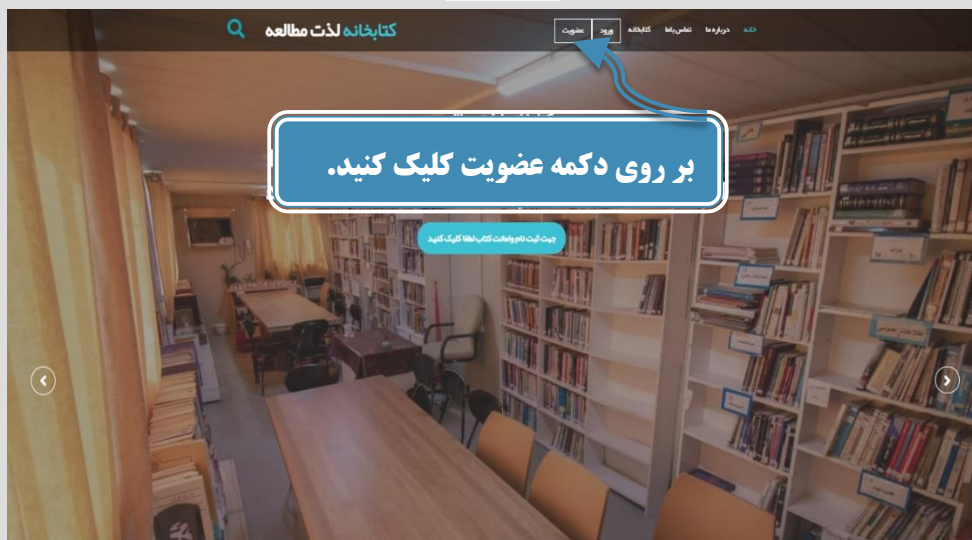 خانه درباره ما تماس با ما کتابخانه ورود عضویت
کتابخانه لذت مطالعه
بر روی دکمه عضویت کلیک کنید.
جهت ثبت نام وامانت کتاب لطفا کلیک کنید